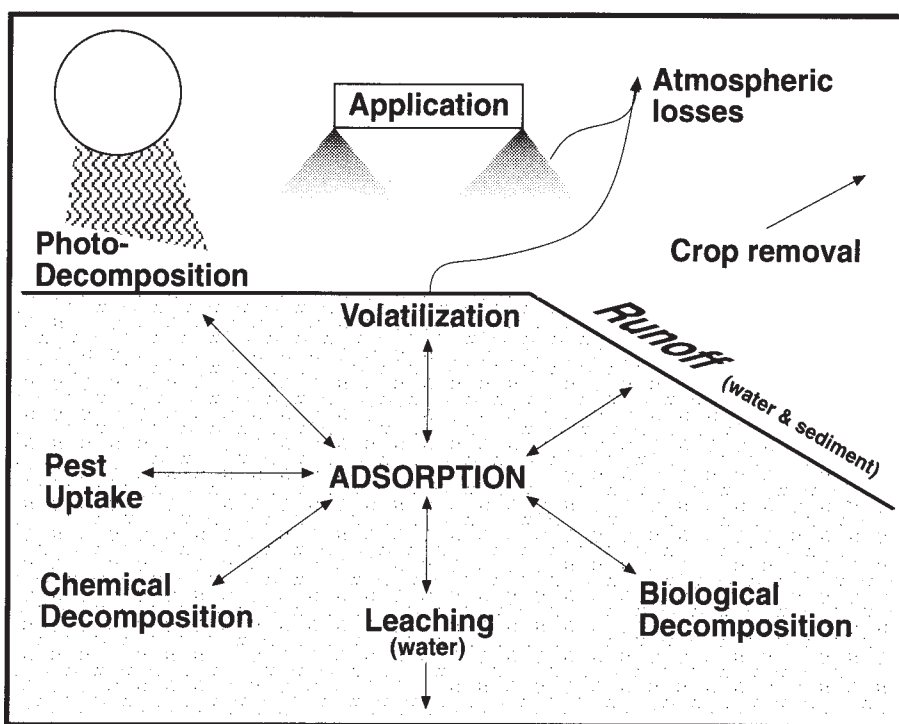 Application
Atmospheric
losses
Photo-
Decomposition
Crop removal
Volatilization
Runoff
(water & sediment)
Pest
Uptake
ADSORPTION
Chemical
Decomposition
Leaching
(water)
Biological
Decomposition